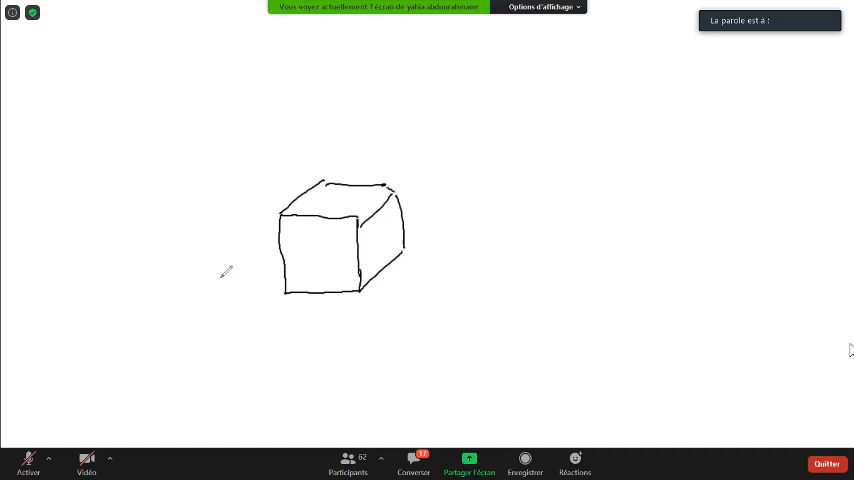 Vous voyez actuellement l'écran de yahia abdourahmane
Options d'affichage
La parole est à :
62
17
Activer
Vidéo
Participants
Converser
Partager l'écran
Enregistrer
Réactions
Quitter